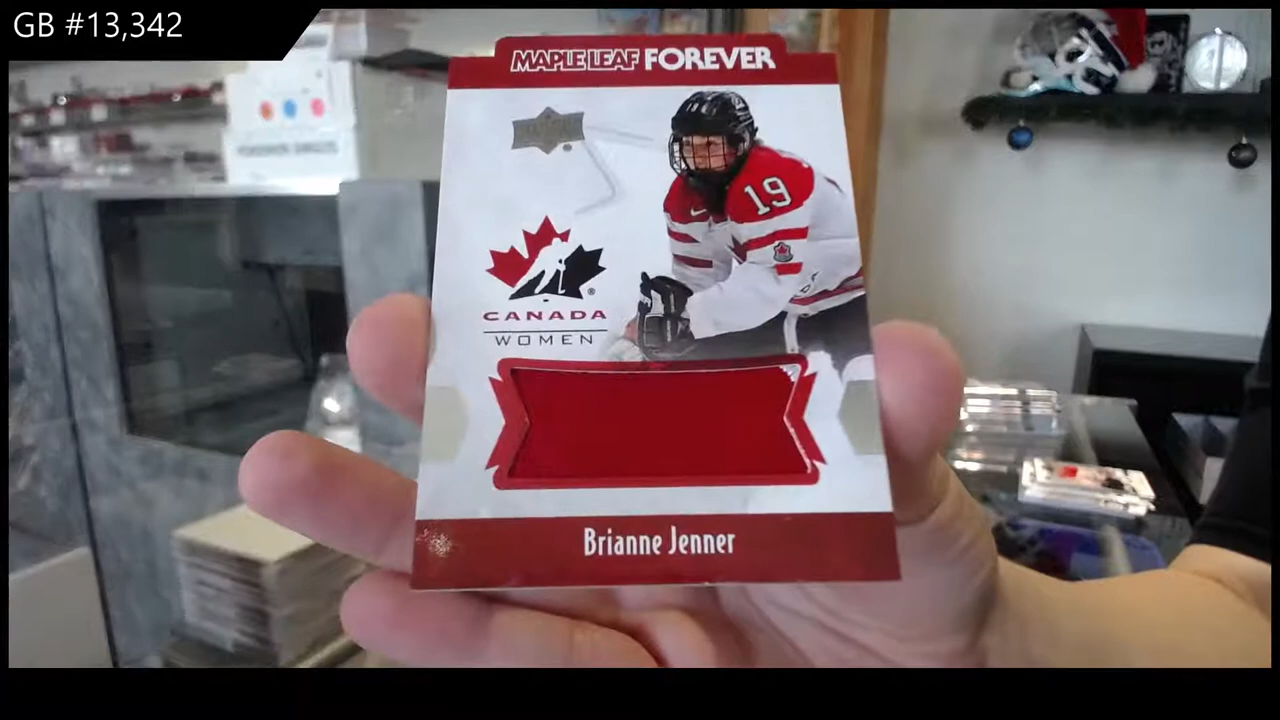 GB #13,342
MAPLE LEAF FOREVER
19
CANADA
WOMEN
Brianne Jenner